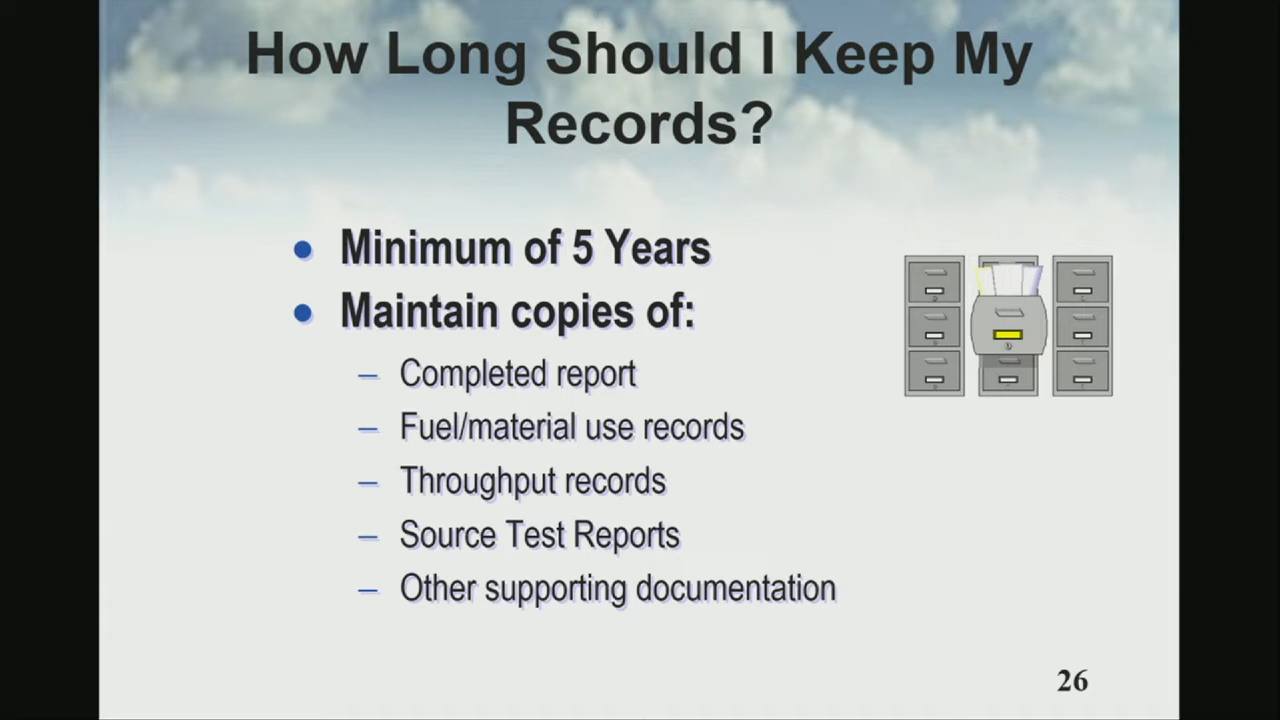 How Long Should I Keep My
Records?
• Minimum of 5 Years
• Maintain copies of:
– Completed report
– Fuel/material use records
– Throughput records
– Source Test Reports
– Other supporting documentation
26